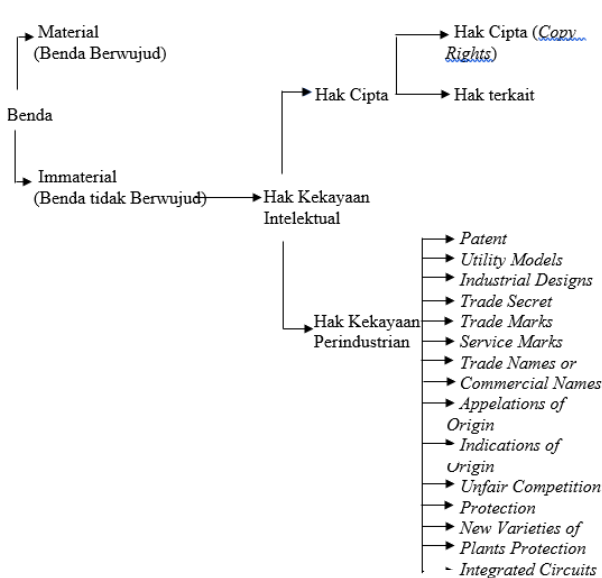 Material
(Benda Berwujud)
Benda
Immaterial
(Benda tidak Berwujud)
Hak Kekayaan
Intelektual
Hak Cipta
Hak Cipta (Copy
Rights)
Hak terkait
Hak Kekayaan
Perindustrian
Patent
Utility Models
Industrial Designs
Trade Secret
Trade Marks
Service Marks
Trade Names or
Commercial Names
Appelations of
Origin
Indications of
Origin
Unfair Competition
Protection
New Varieties of
Plants Protection
Integrated Circuits